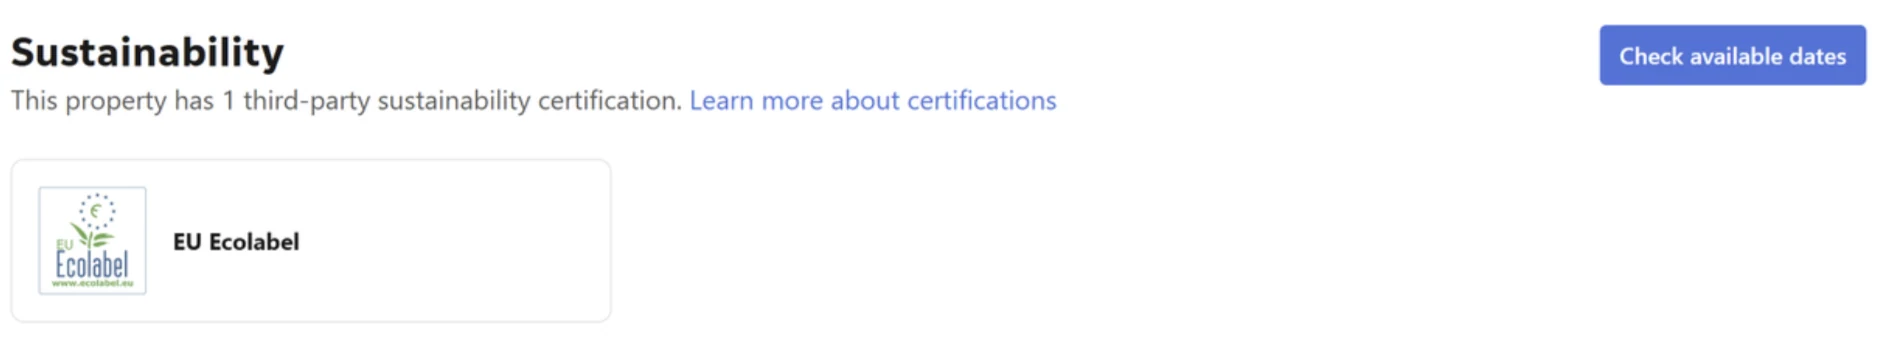 Sustainability
Check available dates
This property has 1 third-party sustainability certification. Learn more about certifications
EU
Ecolabel
www.ecolabel.eu
EU Ecolabel